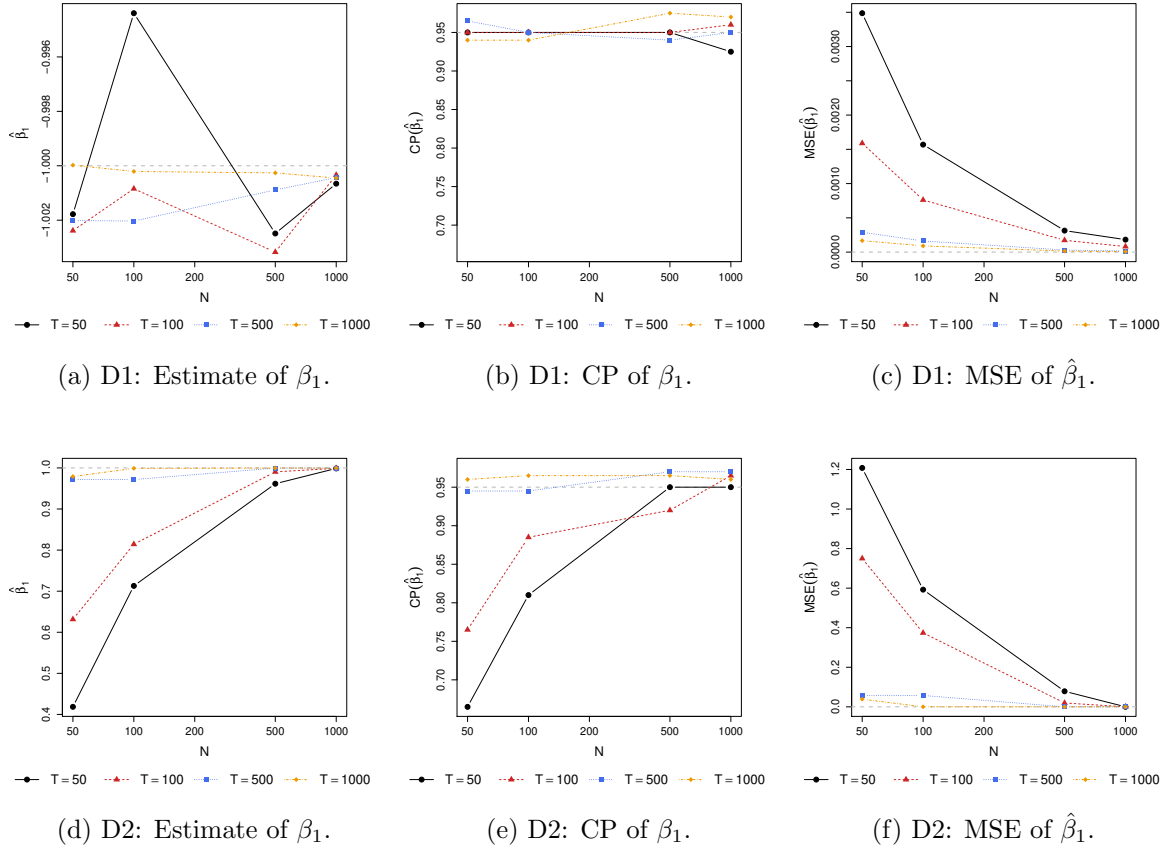 −0.996
−0.998
−1.000
−1.002
β̂₁
50 100 200 500 1000
N
T = 50 T = 100 T = 500 T = 1000
(a) D1: Estimate of β₁.
0.95
0.90
0.85
0.80
0.75
0.70
CP(β̂₁)
50 100 200 500 1000
N
T = 50 T = 100 T = 500 T = 1000
(b) D1: CP of β₁.
0.0030
0.0020
0.0010
0.0000
MSE(β̂₁)
50 100 200 500 1000
N
T = 50 T = 100 T = 500 T = 1000
(c) D1: MSE of β̂₁.
1.0
0.9
0.8
0.7
0.6
0.5
0.4
β̂₁
50 100 200 500 1000
N
T = 50 T = 100 T = 500 T = 1000
(d) D2: Estimate of β₁.
0.95
0.90
0.85
0.80
0.75
0.70
CP(β̂₁)
50 100 200 500 1000
N
T = 50 T = 100 T = 500 T = 1000
(e) D2: CP of β₁.
1.2
1.0
0.8
0.6
0.4
0.2
0.0
MSE(β̂₁)
50 100 200 500 1000
N
T = 50 T = 100 T = 500 T = 1000
(f) D2: MSE of β̂₁.